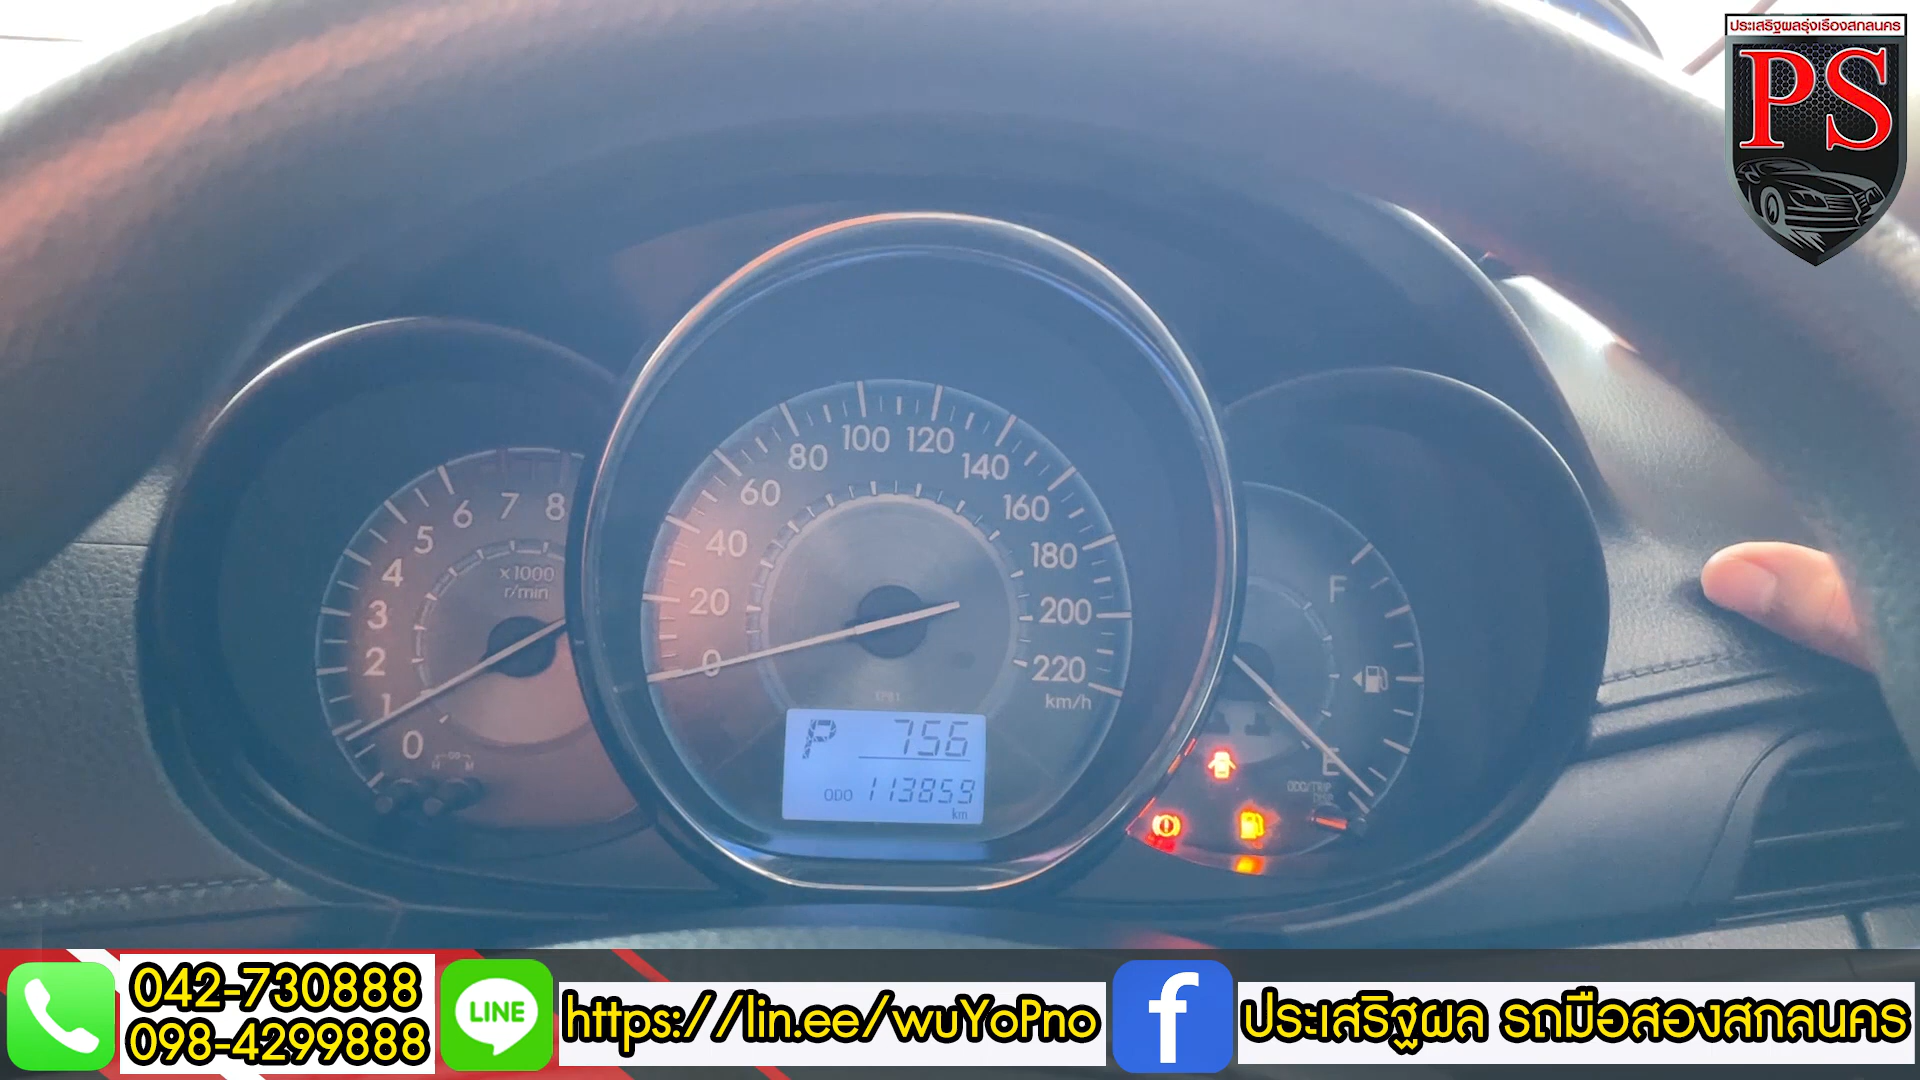 ประเสริฐผลรุ่งเรืองสกลนคร
PS
0 1 2 3 4 5 6 7 8
x1000
r/min
0 20 40 60 80 100 120 140 160 180 200 220
km/h
P 756
ODO 113859
km
F
E
ODO/TRIP
042-730888
098-4299888
LINE
https://lin.ee/wuYoPno
f
ประเสริฐผล รถมือสองสกลนคร